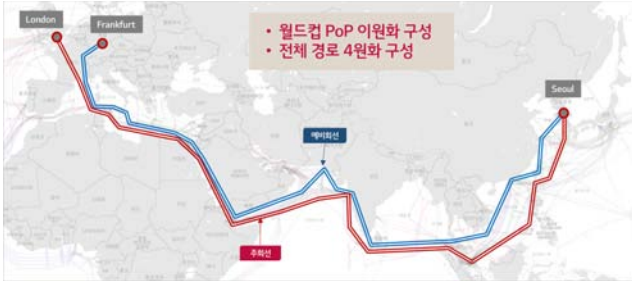 London
Frankfurt
• 월드컵 PoP 이원화 구성
• 전체 경로 4원화 구성
Seoul
예비회선
주회선